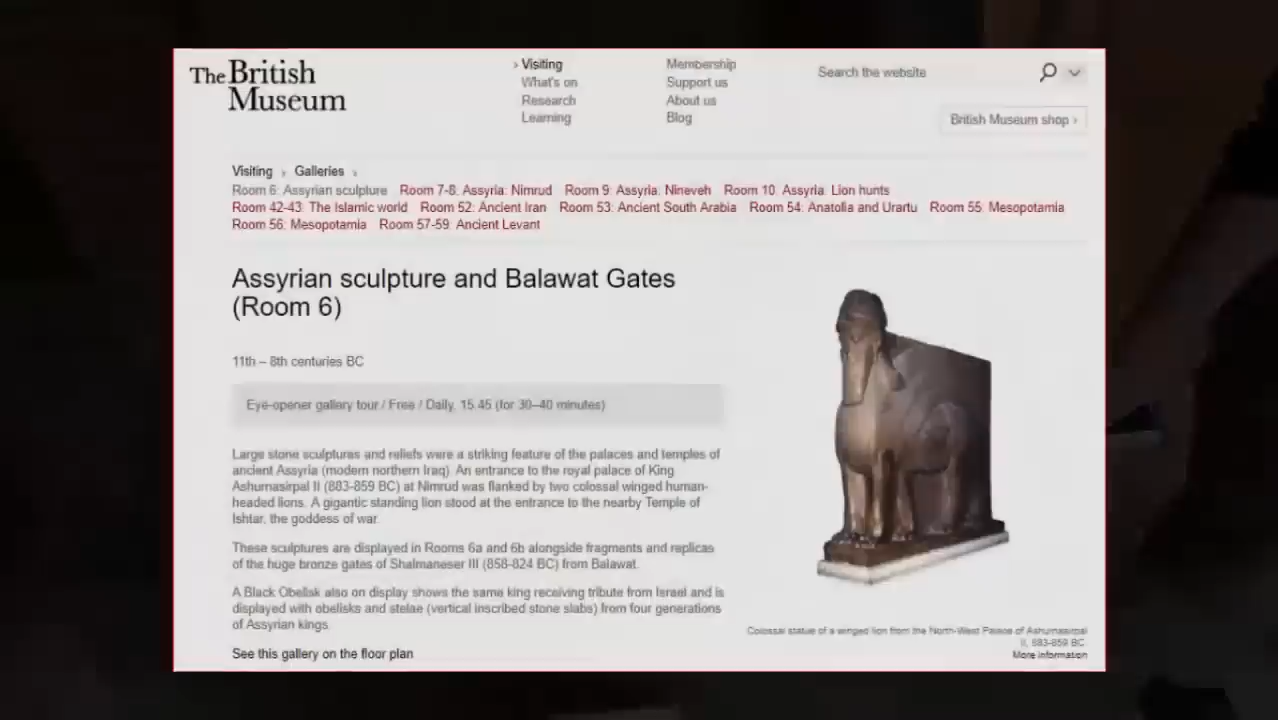 The British
Museum
› Visiting
What's on
Research
Learning
Membership
Support us
About us
Blog
Search the website
British Museum shop ›
Visiting › Galleries ›
Room 6: Assyrian sculpture Room 7-8: Assyria: Nimrud Room 9: Assyria: Nineveh Room 10: Assyria: Lion hunts
Room 42-43: The Islamic world Room 52: Ancient Iran Room 53: Ancient South Arabia Room 54: Anatolia and Urartu Room 55: Mesopotamia
Room 56: Mesopotamia Room 57-59: Ancient Levant
Assyrian sculpture and Balawat Gates
(Room 6)
11th – 8th centuries BC
Eye-opener gallery tour / Free / Daily, 15.45 (for 30–40 minutes)
Large stone sculptures and reliefs were a striking feature of the palaces and temples of
ancient Assyria (modern northern Iraq). An entrance to the royal palace of King
Ashurnasirpal II (883-859 BC) at Nimrud was flanked by two colossal winged human-
headed lions. A gigantic standing lion stood at the entrance to the nearby Temple of
Ishtar, the goddess of war.
These sculptures are displayed in Rooms 6a and 6b alongside fragments and replicas
of the huge bronze gates of Shalmaneser III (858-824 BC) from Balawat.
A Black Obelisk also on display shows the same king receiving tribute from Israel and is
displayed with obelisks and stelae (vertical inscribed stone slabs) from four generations
of Assyrian kings.
See this gallery on the floor plan
Colossal statue of a winged lion from the North-West Palace of Ashurnasirpal
II, 883-859 BC.
More information